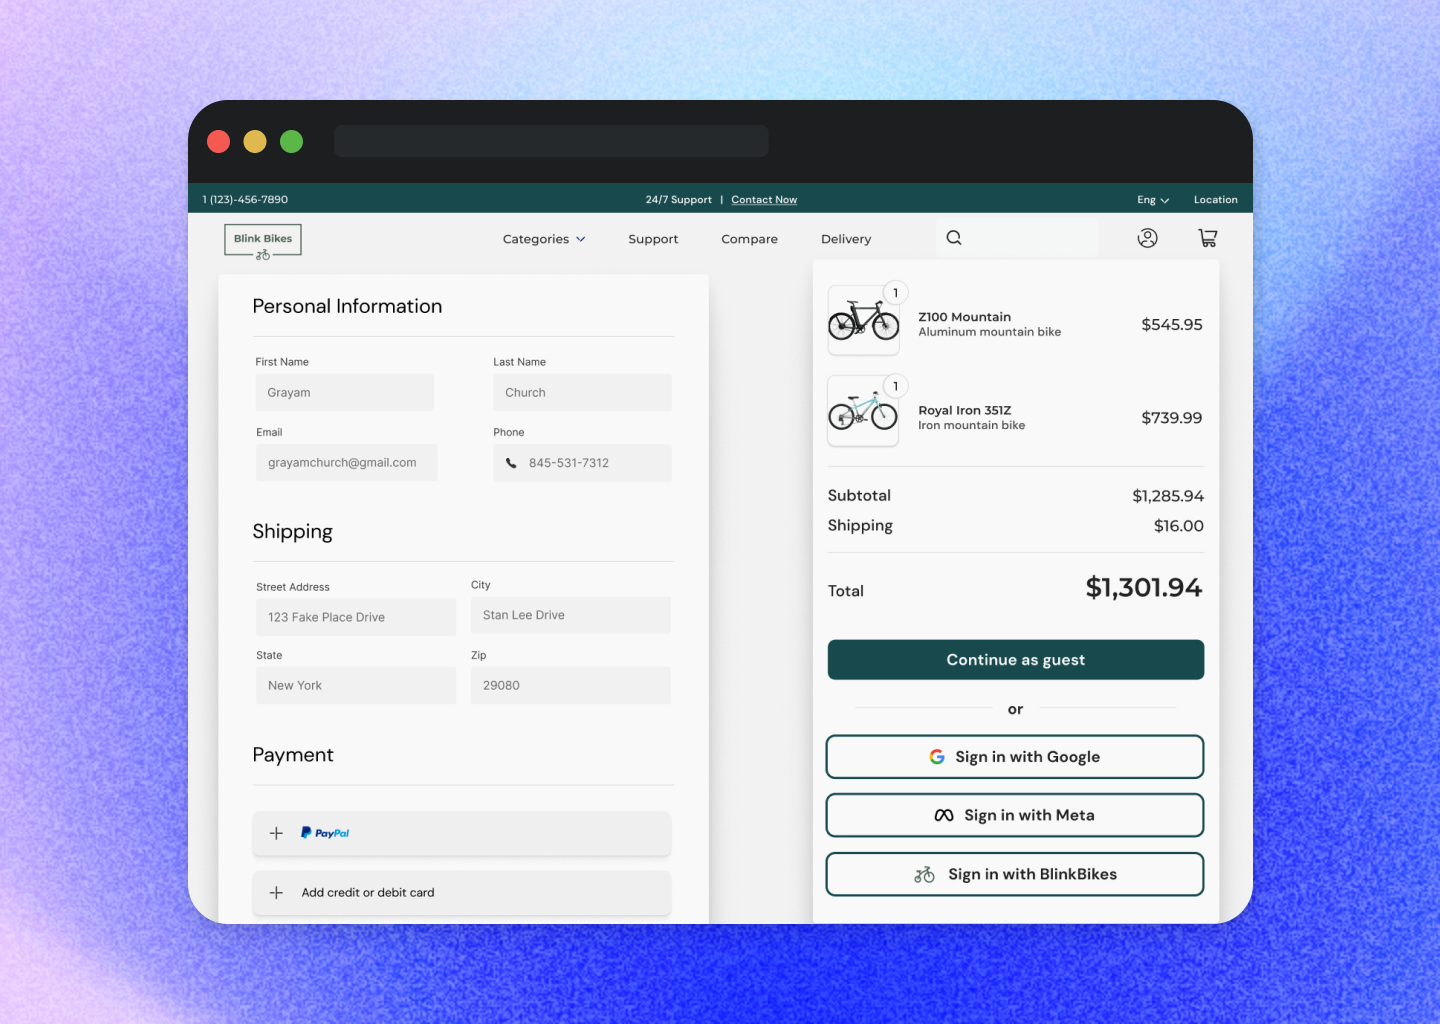 1 (123)-456-7890
24/7 Support | Contact Now
Eng
Location
Blink Bikes
Categories
Support
Compare
Delivery
Personal Information
First Name
Last Name
Grayam
Church
Email
Phone
grayamchurch@gmail.com
845-531-7312
Shipping
Street Address
City
123 Fake Place Drive
Stan Lee Drive
State
Zip
New York
29080
Payment
PayPal
Add credit or debit card
1
Z100 Mountain
Aluminum mountain bike
$545.95
1
Royal Iron 351Z
Iron mountain bike
$739.99
Subtotal
$1,285.94
Shipping
$16.00
Total
$1,301.94
Continue as guest
or
Sign in with Google
Sign in with Meta
Sign in with BlinkBikes